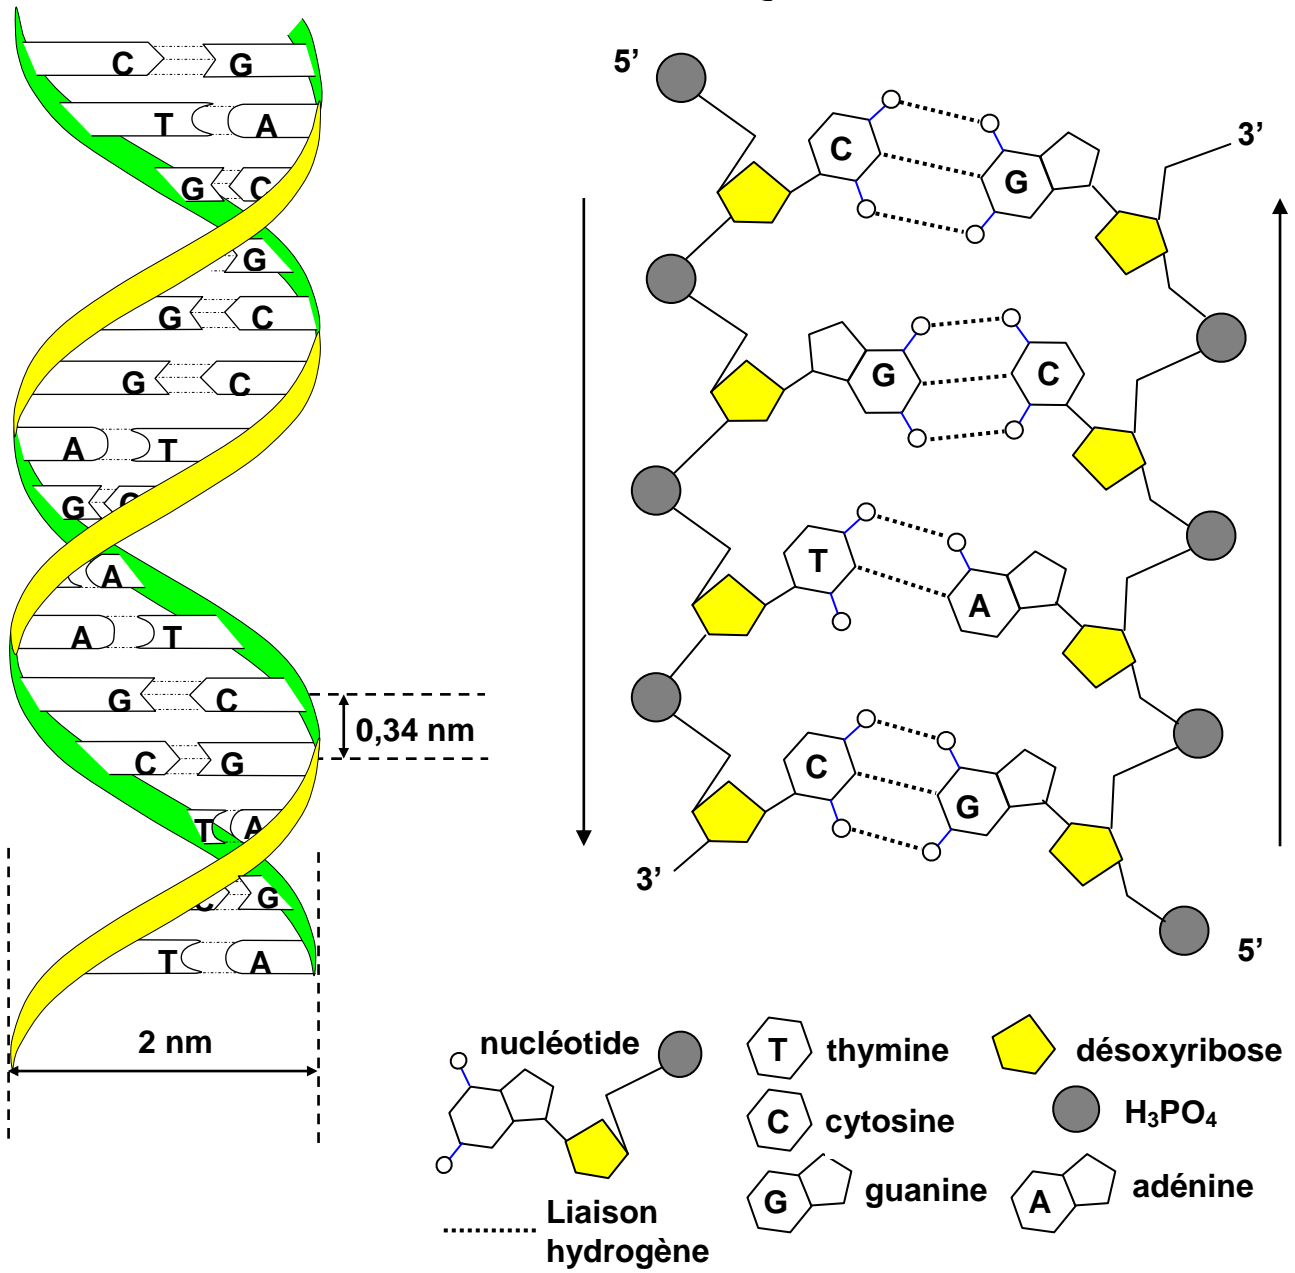 C G
T A
G C
G
G C
G C
A T
G
A
A T
G C
C G
T A
C G
T A
0,34 nm
2 nm
5’
3’
C G
G C
T A
C G
3’
5’
nucléotide
Liaison
hydrogène
T thymine
C cytosine
G guanine
désoxyribose
H₃PO₄
A adénine